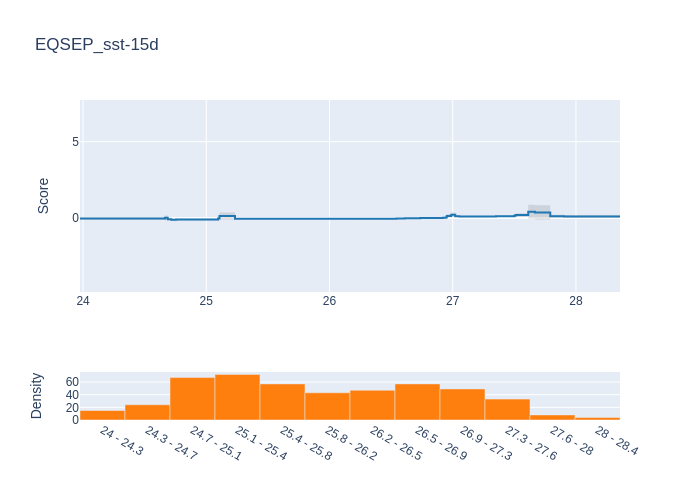 EQSEP_sst-15d
Score
5
0
24 25 26 27 28
Density
60
40
20
0
24 - 24.3
24.3 - 24.7
24.7 - 25.1
25.1 - 25.4
25.4 - 25.8
25.8 - 26.2
26.2 - 26.5
26.5 - 26.9
26.9 - 27.3
27.3 - 27.6
27.6 - 28
28 - 28.4